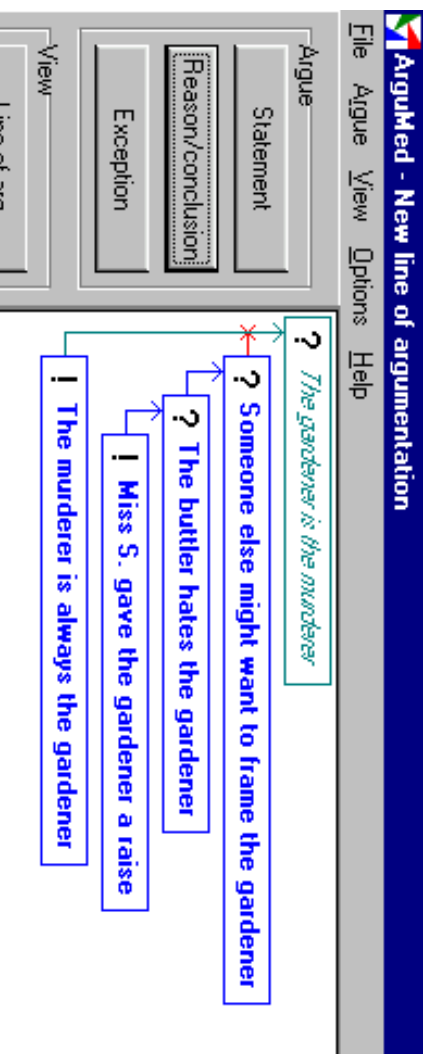 ArguMed - New line of argumentation
File Argue View Options Help
Argue
Statement
Reason/conclusion
Exception
View
? The gardener is the murderer
? Someone else might want to frame the gardener
? The buttler hates the gardener
! Miss S. gave the gardener a raise
! The murderer is always the gardener